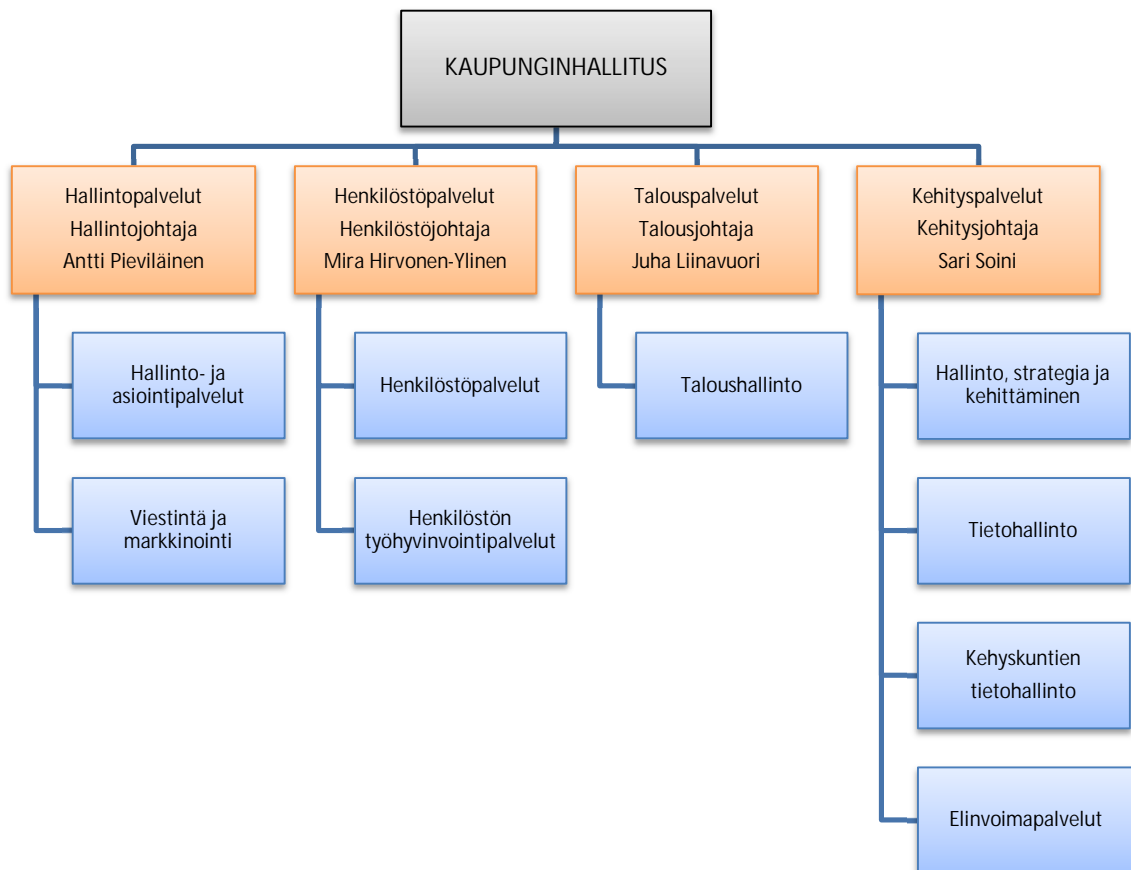 KAUPUNGINHALLITUS
Hallintopalvelut
Hallintojohtaja
Antti Pieviläinen
Hallinto- ja
asiointipalvelut
Viestintä ja
markkinointi
Henkilöstöpalvelut
Henkilöstöjohtaja
Mira Hirvonen-Ylinen
Henkilöstöpalvelut
Henkilöstön
työhyvinvointipalvelut
Talouspalvelut
Talousjohtaja
Juha Liinavuori
Taloushallinto
Kehityspalvelut
Kehitysjohtaja
Sari Soini
Hallinto, strategia ja
kehittäminen
Tietohallinto
Kehyskuntien
tietohallinto
Elinvoimapalvelut